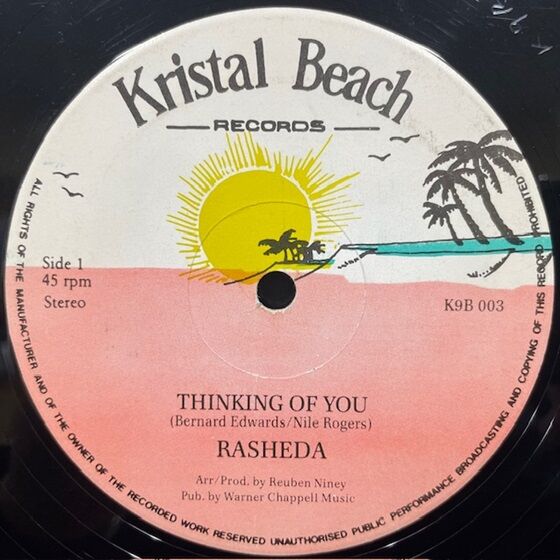 Kristal Beach
RECORDS
Side 1
45 rpm
Stereo
K9B 003
THINKING OF YOU
(Bernard Edwards/Nile Rogers)
RASHEDA
Arr/Prod. by Reuben Niney
Pub. by Warner Chappell Music
ALL RIGHTS OF THE MANUFACTURER AND OF THE OWNER OF THE RECORDED WORK RESERVED UNAUTHORISED PUBLIC PERFORMANCE BROADCASTING AND COPYING OF THIS RECORD PROHIBITED